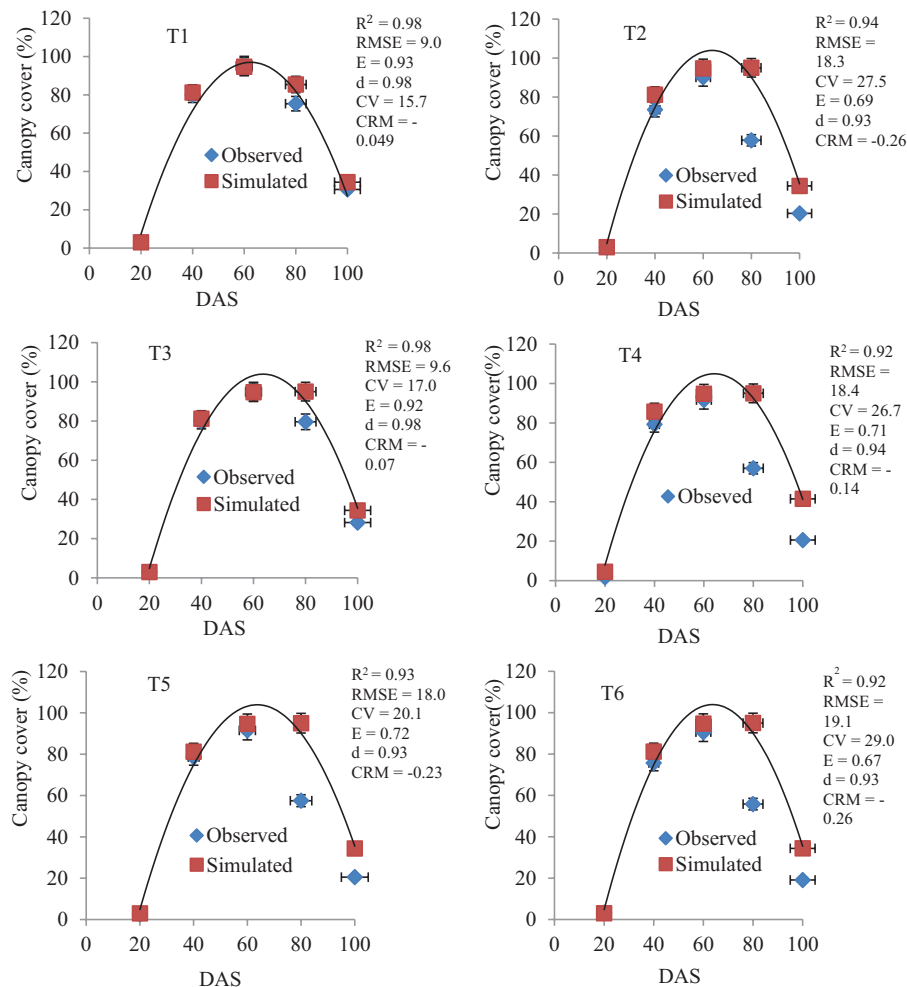 T1
Canopy cover (%)
120
100
80
60
40
20
0
0 20 40 60 80 100
DAS
Observed
Simulated
R² = 0.98
RMSE = 9.0
E = 0.93
d = 0.98
CV = 15.7
CRM = -
0.049
T2
Canopy cover (%)
120
100
80
60
40
20
0
0 20 40 60 80 100
DAS
Observed
Simulated
R² = 0.94
RMSE =
18.3
CV = 27.5
E = 0.69
d = 0.93
CRM = -0.26
T3
Canopy cover (%)
120
100
80
60
40
20
0
0 20 40 60 80 100
DAS
Observed
Simulated
R² = 0.98
RMSE = 9.6
CV = 17.0
E = 0.92
d = 0.98
CRM = -
0.07
T4
Canopy cover(%)
120
100
80
60
40
20
0
0 20 40 60 80 100
DAS
Obseved
R² = 0.92
RMSE =
18.4
CV = 26.7
E = 0.71
d = 0.94
CRM = -
0.14
T5
Canopy cover (%)
120
100
80
60
40
20
0
0 20 40 60 80 100
DAS
Observed
Simulated
R² = 0.93
RMSE = 18.0
CV = 20.1
E = 0.72
d = 0.93
CRM = -0.23
T6
Canopy cover(%)
120
100
80
60
40
20
0
0 20 40 60 80 100
DAS
Observed
Simulated
R² = 0.92
RMSE =
19.1
CV = 29.0
E = 0.67
d = 0.93
CRM = -
0.26